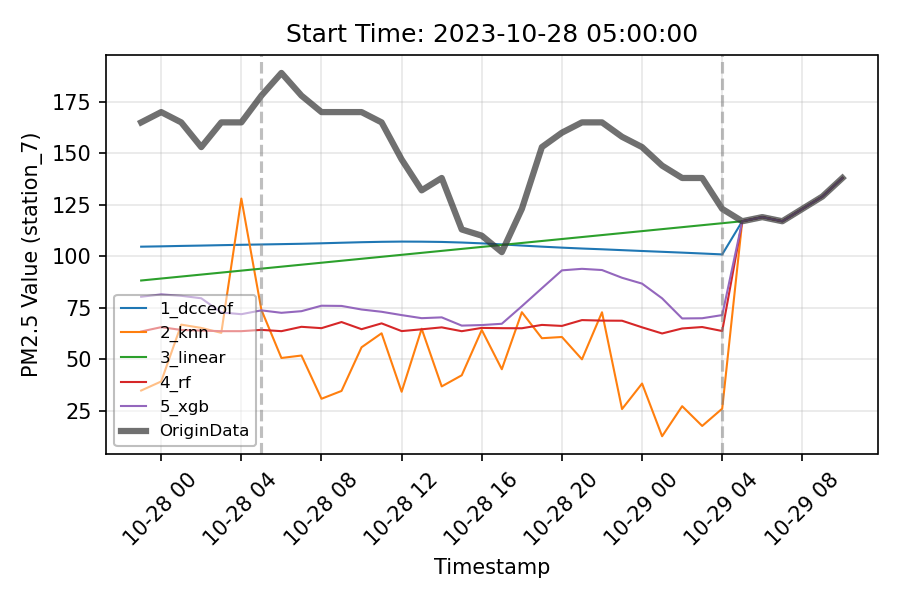 Start Time: 2023-10-28 05:00:00
PM2.5 Value (station_7)
175
150
125
100
75
50
25
1_dcceof
2_knn
3_linear
4_rf
5_xgb
OriginData
10-28 00
10-28 04
10-28 08
10-28 12
10-28 16
10-28 20
10-29 00
10-29 04
10-29 08
Timestamp